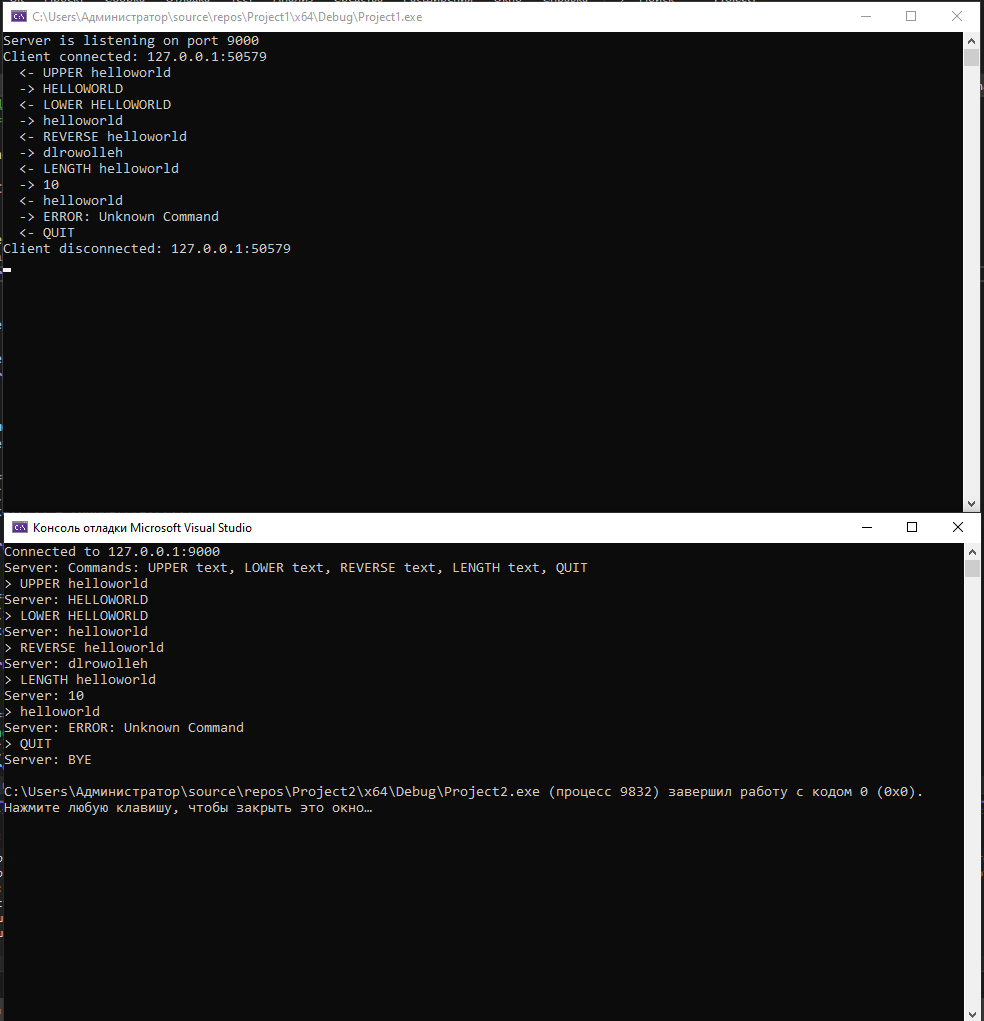 C:\Users\Администратор\source\repos\Project1\x64\Debug\Project1.exe
Server is listening on port 9000
Client connected: 127.0.0.1:50579
  <- UPPER helloworld
  -> HELLOWORLD
  <- LOWER HELLOWORLD
  -> helloworld
  <- REVERSE helloworld
  -> dlrowolleh
  <- LENGTH helloworld
  -> 10
  <- helloworld
  -> ERROR: Unknown Command
  <- QUIT
Client disconnected: 127.0.0.1:50579
Консоль отладки Microsoft Visual Studio
Connected to 127.0.0.1:9000
Server: Commands: UPPER text, LOWER text, REVERSE text, LENGTH text, QUIT
> UPPER helloworld
Server: HELLOWORLD
> LOWER HELLOWORLD
Server: helloworld
> REVERSE helloworld
Server: dlrowolleh
> LENGTH helloworld
Server: 10
> helloworld
Server: ERROR: Unknown Command
> QUIT
Server: BYE
C:\Users\Администратор\source\repos\Project2\x64\Debug\Project2.exe (процесс 9832) завершил работу с кодом 0 (0x0).
Нажмите любую клавишу, чтобы закрыть это окно…